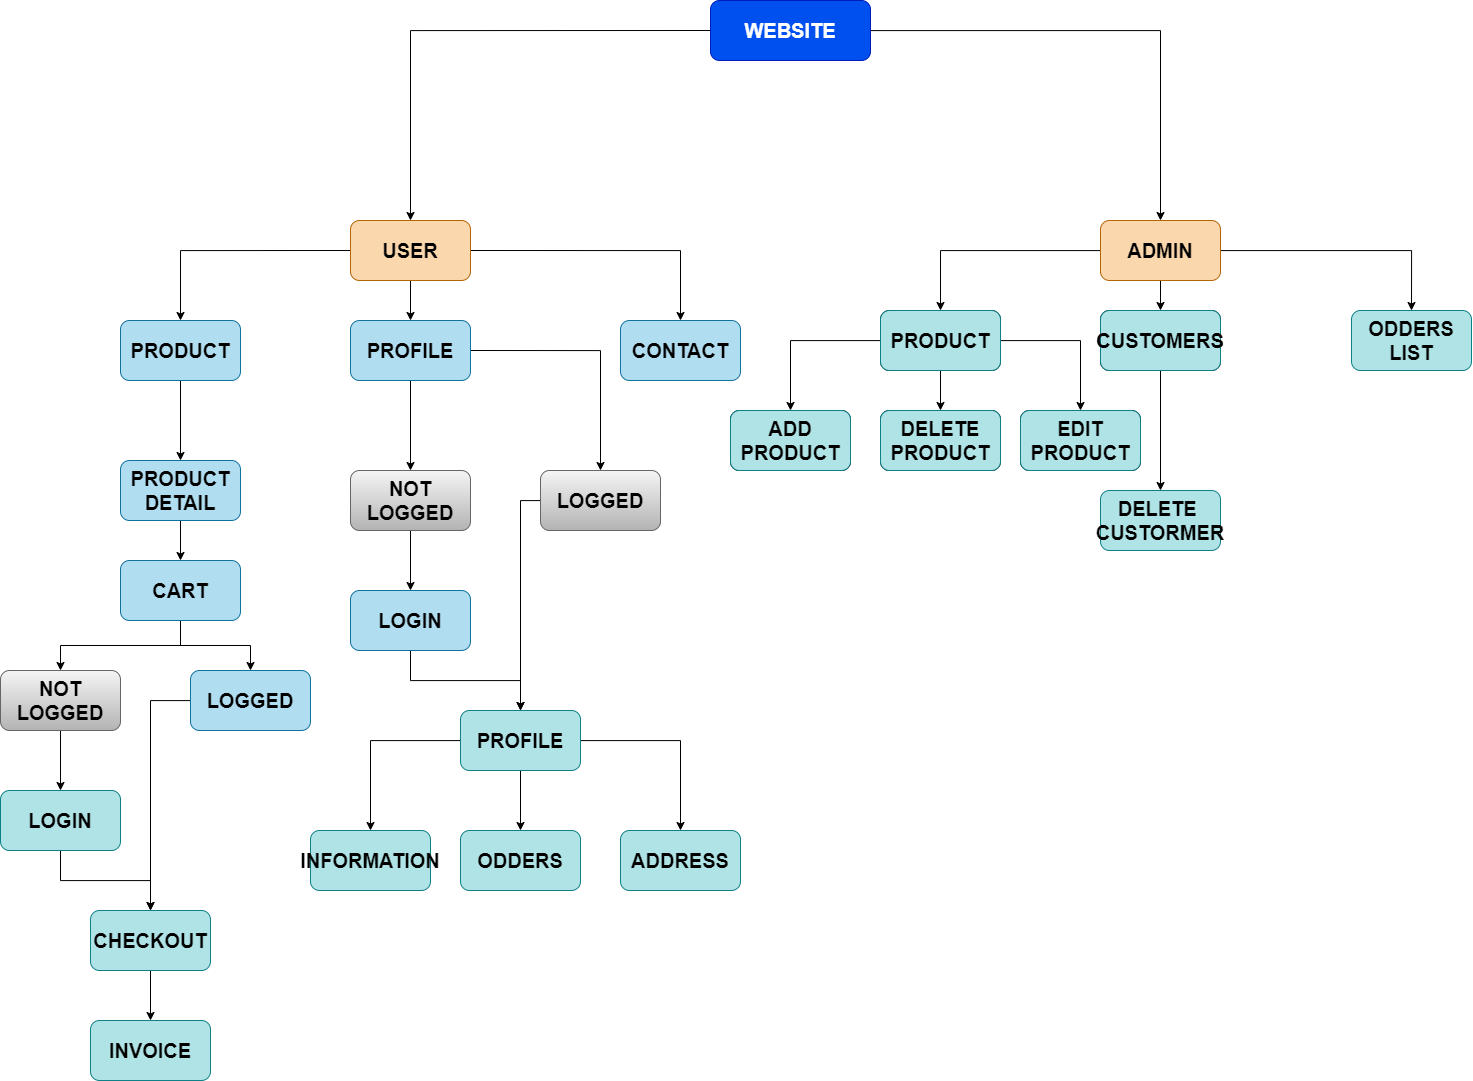 WEBSITE
USER
ADMIN
PRODUCT
PROFILE
CONTACT
PRODUCT
CUSTOMERS
ODDERS
LIST
ADD
PRODUCT
DELETE
PRODUCT
EDIT
PRODUCT
PRODUCT
DETAIL
NOT
LOGGED
LOGGED
DELETE
CUSTORMER
CART
LOGIN
NOT
LOGGED
LOGGED
PROFILE
LOGIN
INFORMATION
ODDERS
ADDRESS
CHECKOUT
INVOICE